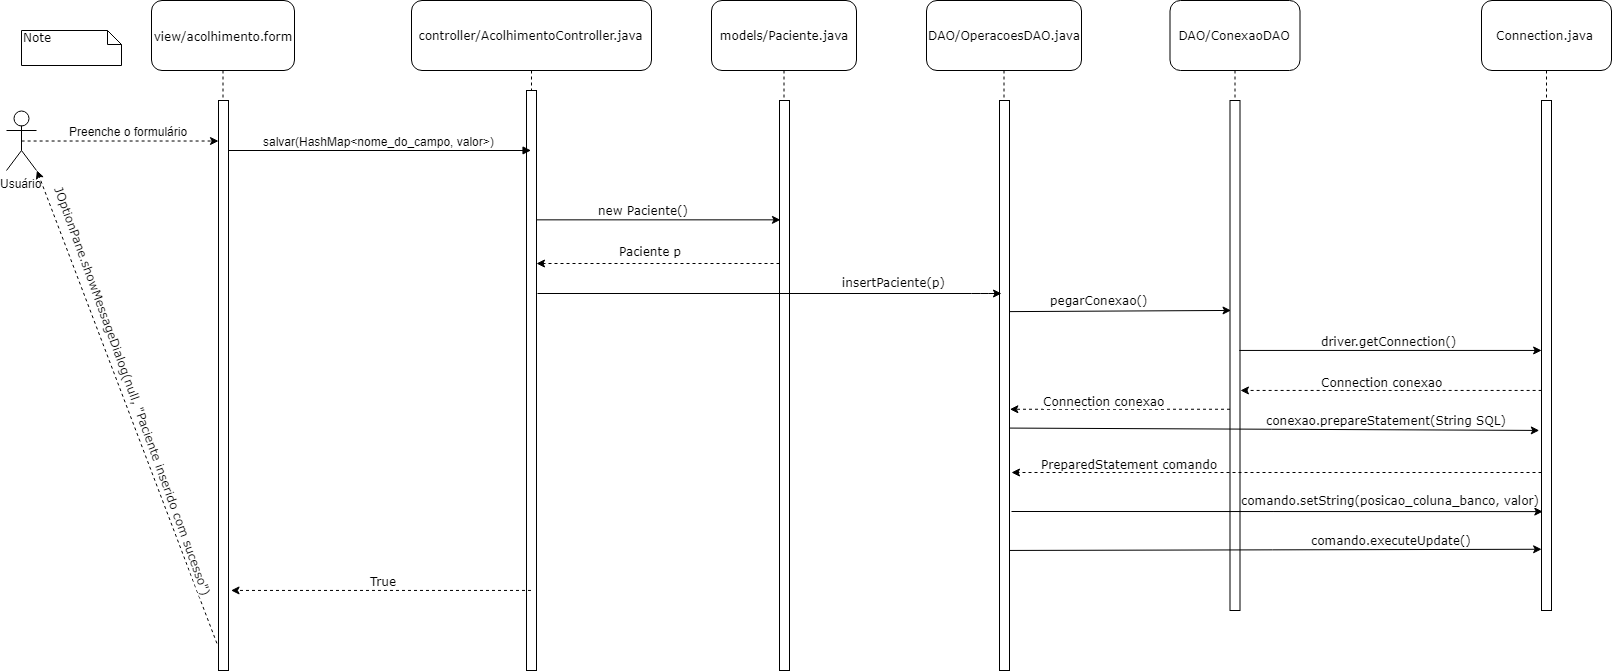 Note
view/acolhimento.form
controller/AcolhimentoController.java
models/Paciente.java
DAO/OperacoesDAO.java
DAO/ConexaoDAO
Connection.java
Preenche o formulário
salvar(HashMap<nome_do_campo, valor>)
Usuário
new Paciente()
Paciente p
insertPaciente(p)
pegarConexao()
driver.getConnection()
Connection conexao
Connection conexao
conexao.prepareStatement(String SQL)
PreparedStatement comando
comando.setString(posicao_coluna_banco, valor)
comando.executeUpdate()
True
JOptionPane.showMessageDialog(null, "Paciente inserido com sucesso")